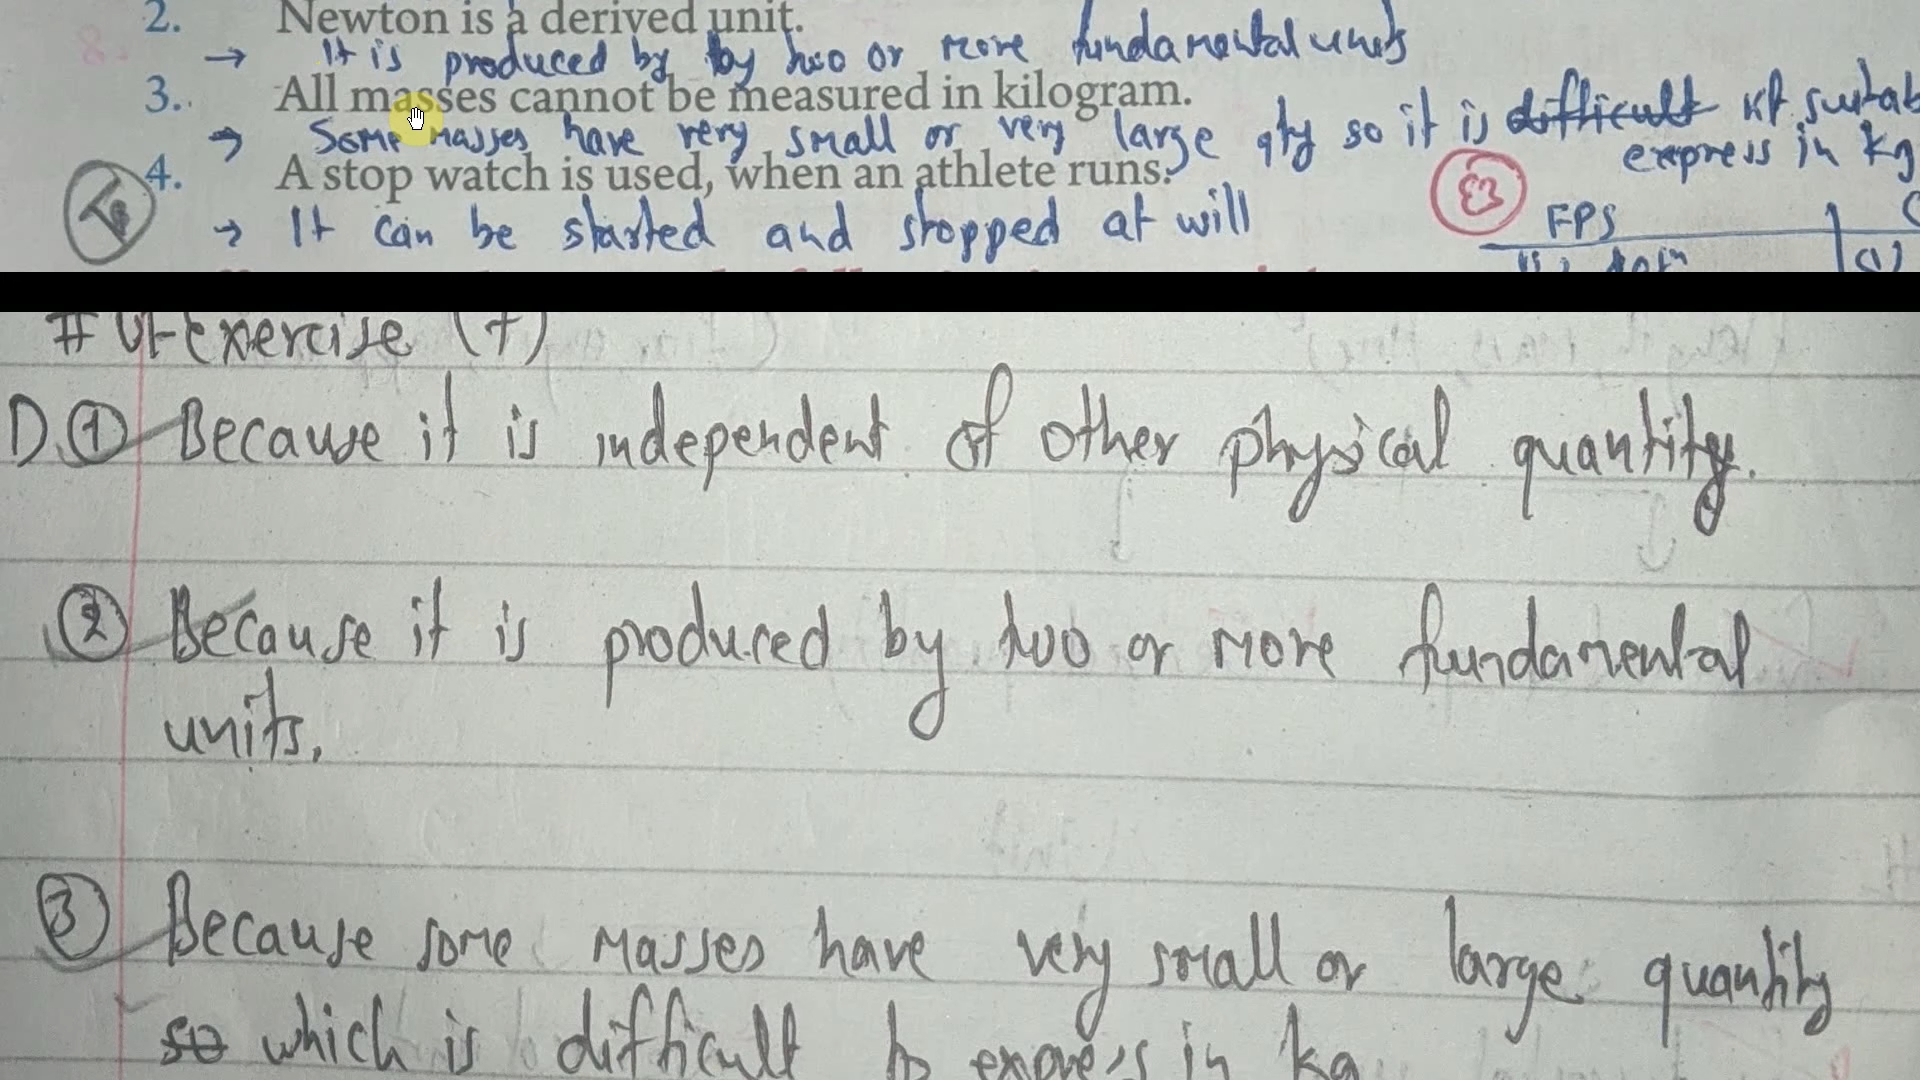 2. Newton is a derived unit.
→ It is produced by by two or more fundamental units
3. All masses cannot be measured in kilogram.
→ Some masses have very small or very large qty so it is difficult
express in kg
4. A stop watch is used, when an athlete runs.
→ It can be started and stopped at will
FPS
(1)
Exercise
D. 1 Because it is independent of other physical quantity.
2 Because it is produced by two or more fundamental
units.
3 Because some masses have very small or large quantity
so which is difficult to express in kg